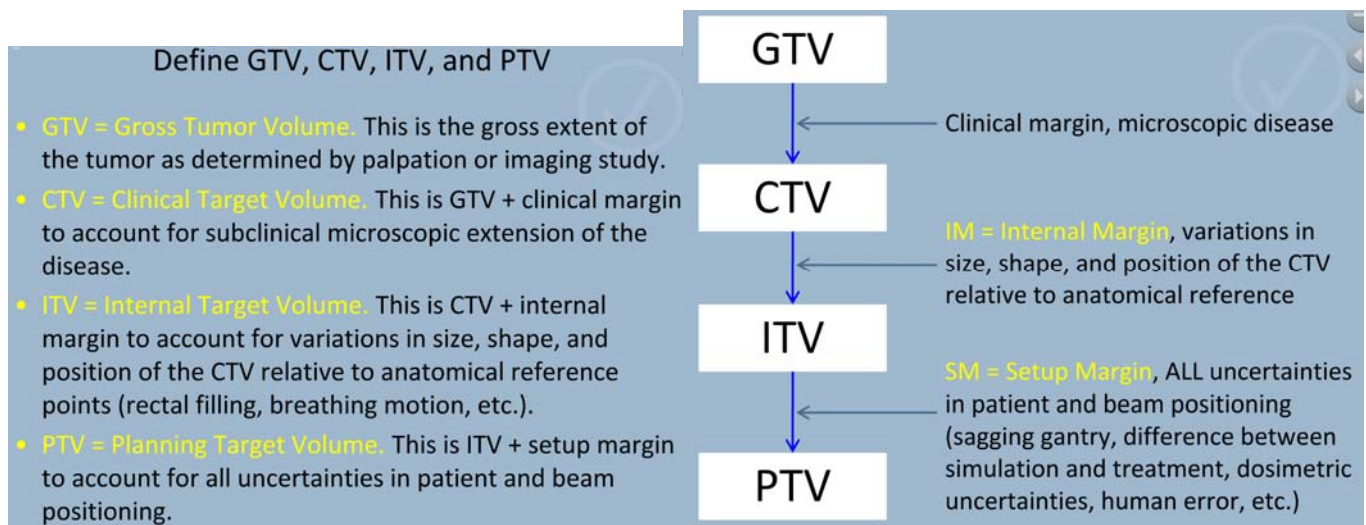 Define GTV, CTV, ITV, and PTV
• GTV = Gross Tumor Volume. This is the gross extent of
the tumor as determined by palpation or imaging study.
• CTV = Clinical Target Volume. This is GTV + clinical margin
to account for subclinical microscopic extension of the
disease.
• ITV = Internal Target Volume. This is CTV + internal
margin to account for variations in size, shape, and
position of the CTV relative to anatomical reference
points (rectal filling, breathing motion, etc.).
• PTV = Planning Target Volume. This is ITV + setup margin
to account for all uncertainties in patient and beam
positioning.
GTV
Clinical margin, microscopic disease
CTV
IM = Internal Margin, variations in
size, shape, and position of the CTV
relative to anatomical reference
ITV
SM = Setup Margin, ALL uncertainties
in patient and beam positioning
(sagging gantry, difference between
simulation and treatment, dosimetric
uncertainties, human error, etc.)
PTV